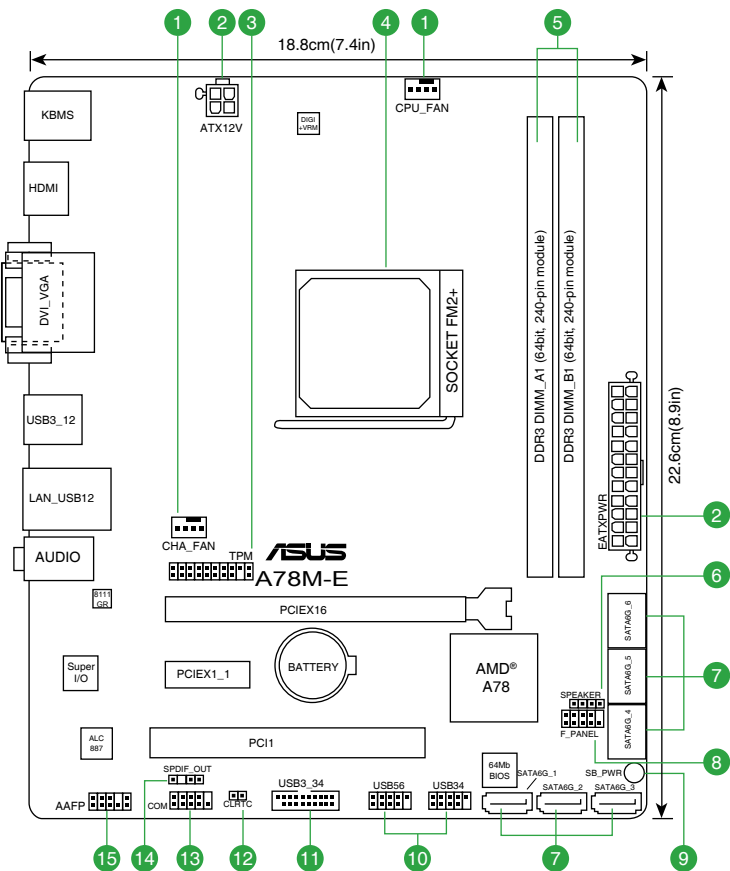 1
2
3
4
1
5
18.8cm(7.4in)
KBMS
ATX12V
DIGI
+VRM
CPU_FAN
HDMI
DVI_VGA
SOCKET FM2+
DDR3 DIMM_A1 (64bit, 240-pin module)
DDR3 DIMM_B1 (64bit, 240-pin module)
22.6cm(8.9in)
USB3_12
LAN_USB12
EATXPWR
2
CHA_FAN
AUDIO
TPM
ASUS
A78M-E
6
8111
GR
PCIEX16
SATA6G_6
Super
I/O
PCIEX1_1
BATTERY
AMD®
A78
SATA6G_5
7
SPEAKER
F_PANEL
SATA6G_4
ALC
887
PCI1
8
64Mb
BIOS
SPDIF_OUT
USB3_34
USB56
USB34
SATA6G_1
SB_PWR
SATA6G_2
SATA6G_3
AAFP
COM
CLRTC
15
14
13
12
11
10
7
9